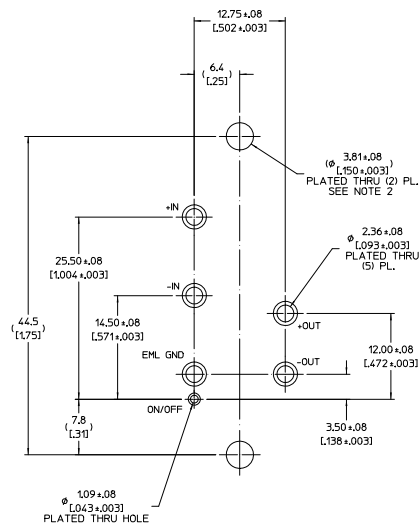 12.75±.08
[.502±.003]
6.4
(.25]
(ø 3.81±.08
[.150±.003])
PLATED THRU (2) PL.
SEE NOTE 2
+IN
25.50±.08
[1.004±.003]
-IN
ø 2.36±.08
[.093±.003]
PLATED THRU
(5) PL.
44.5
([1.75])
14.50±.08
[.571±.003]
+OUT
12.00±.08
[.472±.003]
EML GND
-OUT
7.8
([.31])
ON/OFF
3.50±.08
[.138±.003]
ø 1.09±.08
[.043±.003]
PLATED THRU HOLE